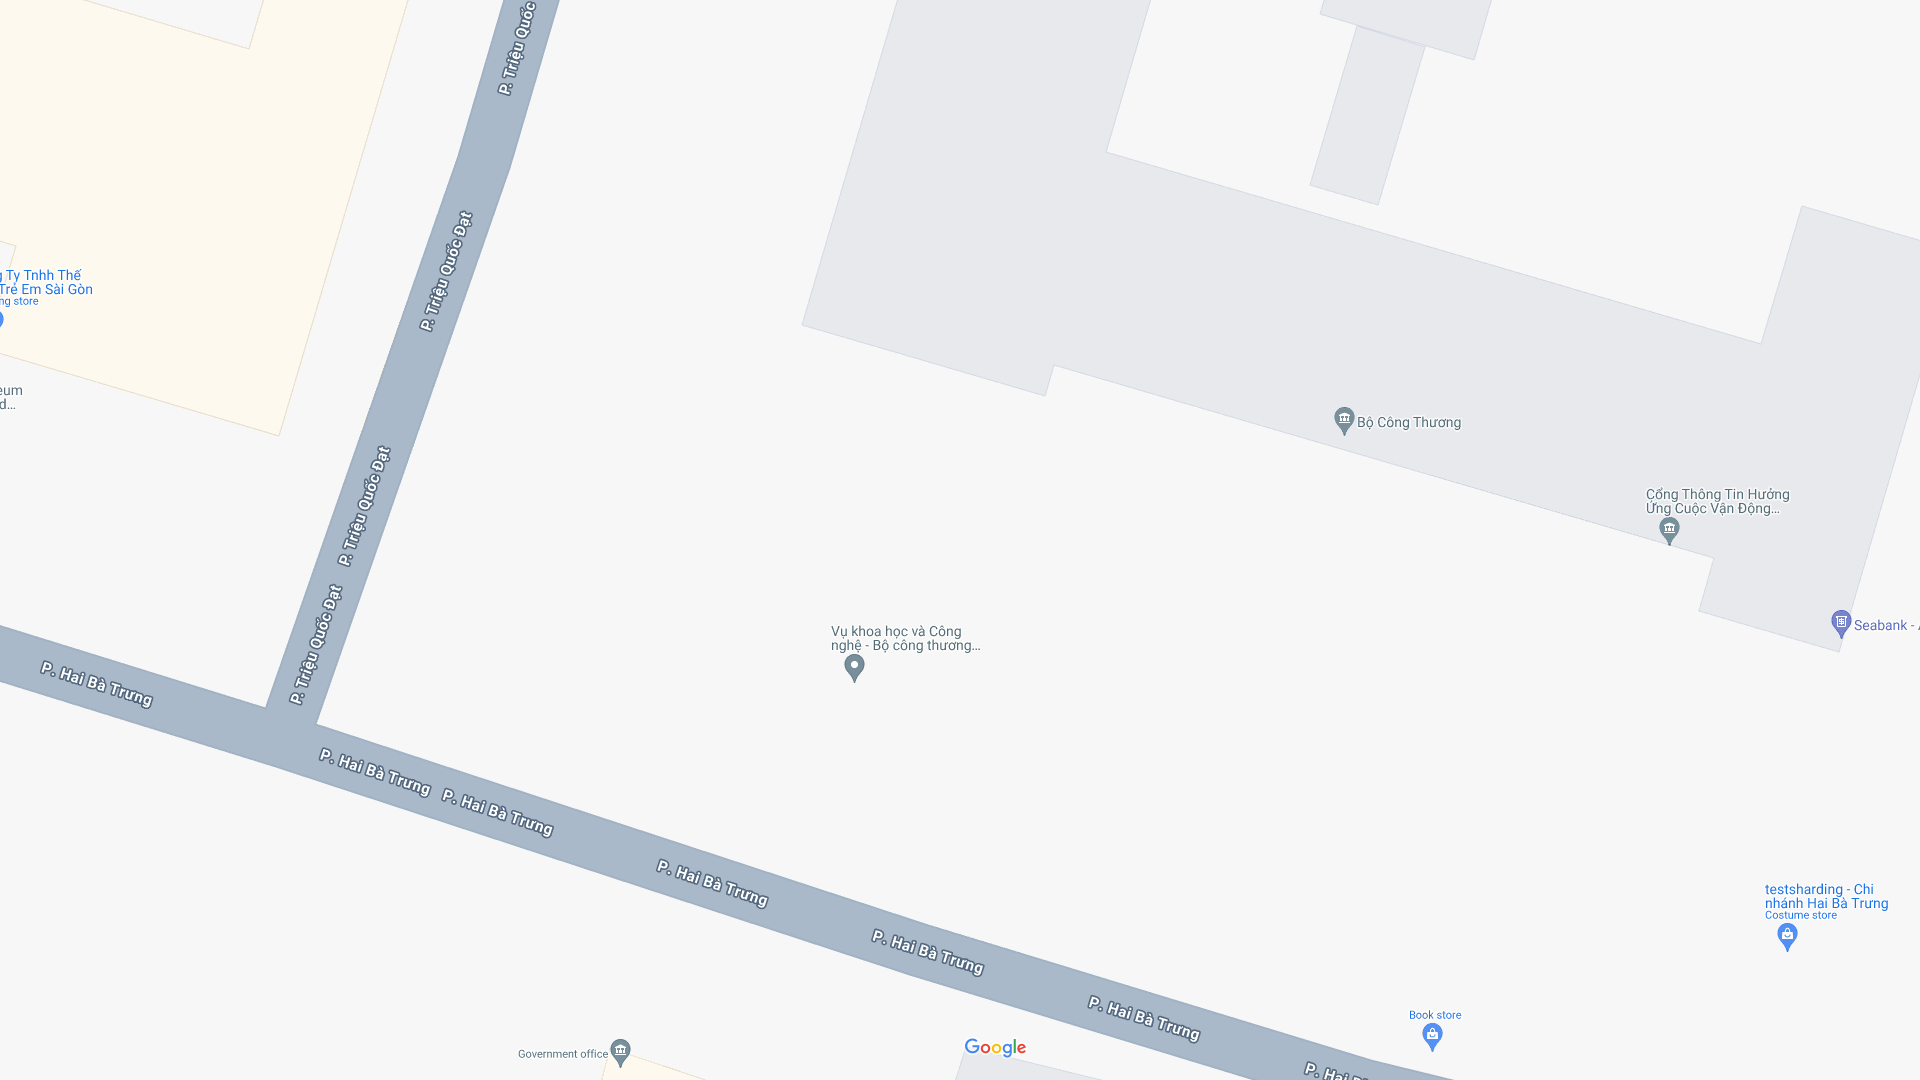 P. Triệu Quốc
P. Triệu Quốc Đạt
Ty Tnhh Thế
Trẻ Em Sài Gòn
store
Bộ Công Thương
P. Triệu Quốc Đạt
Cổng Thông Tin Hưởng
Ứng Cuộc Vận Động...
P. Triệu Quốc Đạt
Seabank -
Vụ khoa học và Công
nghệ - Bộ công thương...
P. Hai Bà Trưng
P. Hai Bà Trưng
P. Hai Bà Trưng
P. Hai Bà Trưng
testsharding - Chi
nhánh Hai Bà Trưng
Costume store
P. Hai Bà Trưng
P. Hai Bà Trưng
Book store
Government office
Google
P. Hai